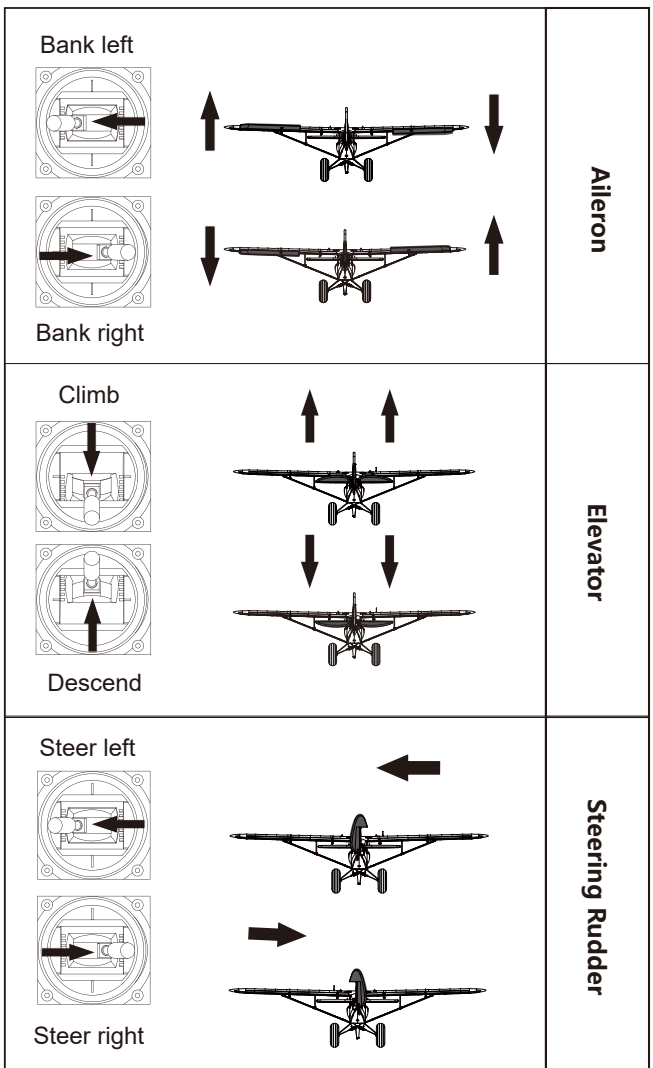 Bank left
Bank right
Aileron
Climb
Descend
Elevator
Steer left
Steer right
Steering Rudder